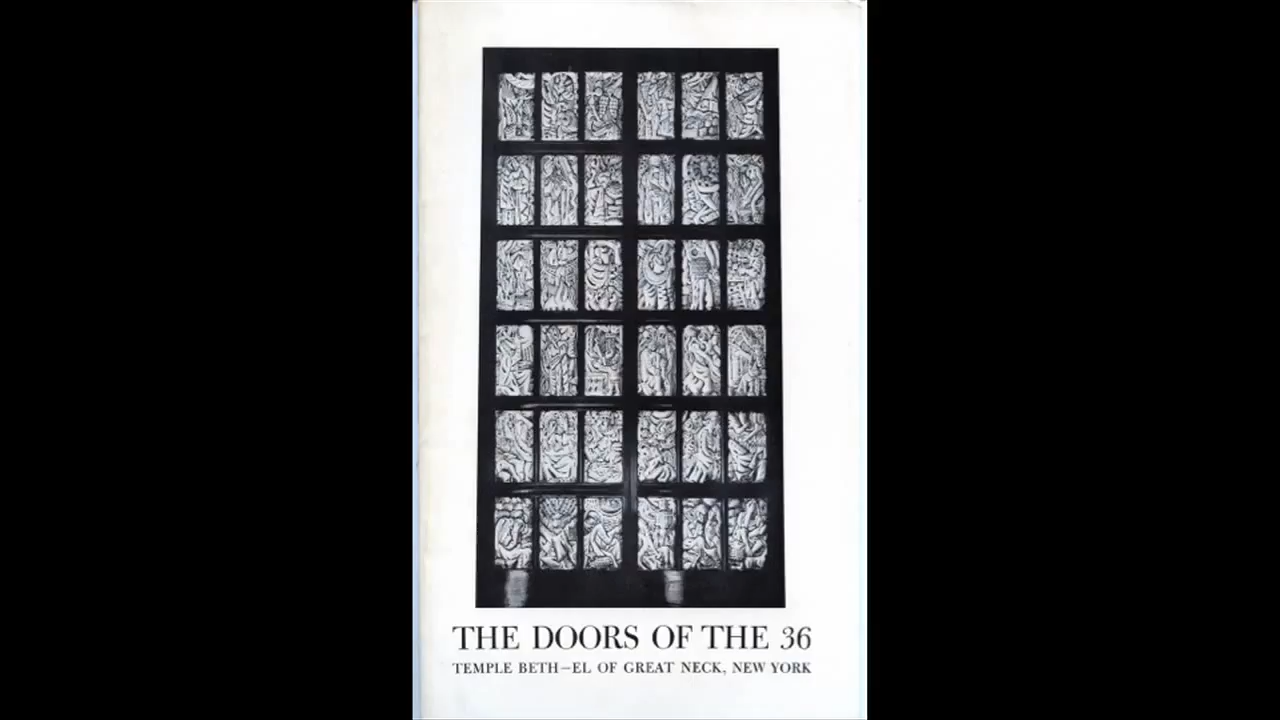 THE DOORS OF THE 36
TEMPLE BETH—EL OF GREAT NECK, NEW YORK